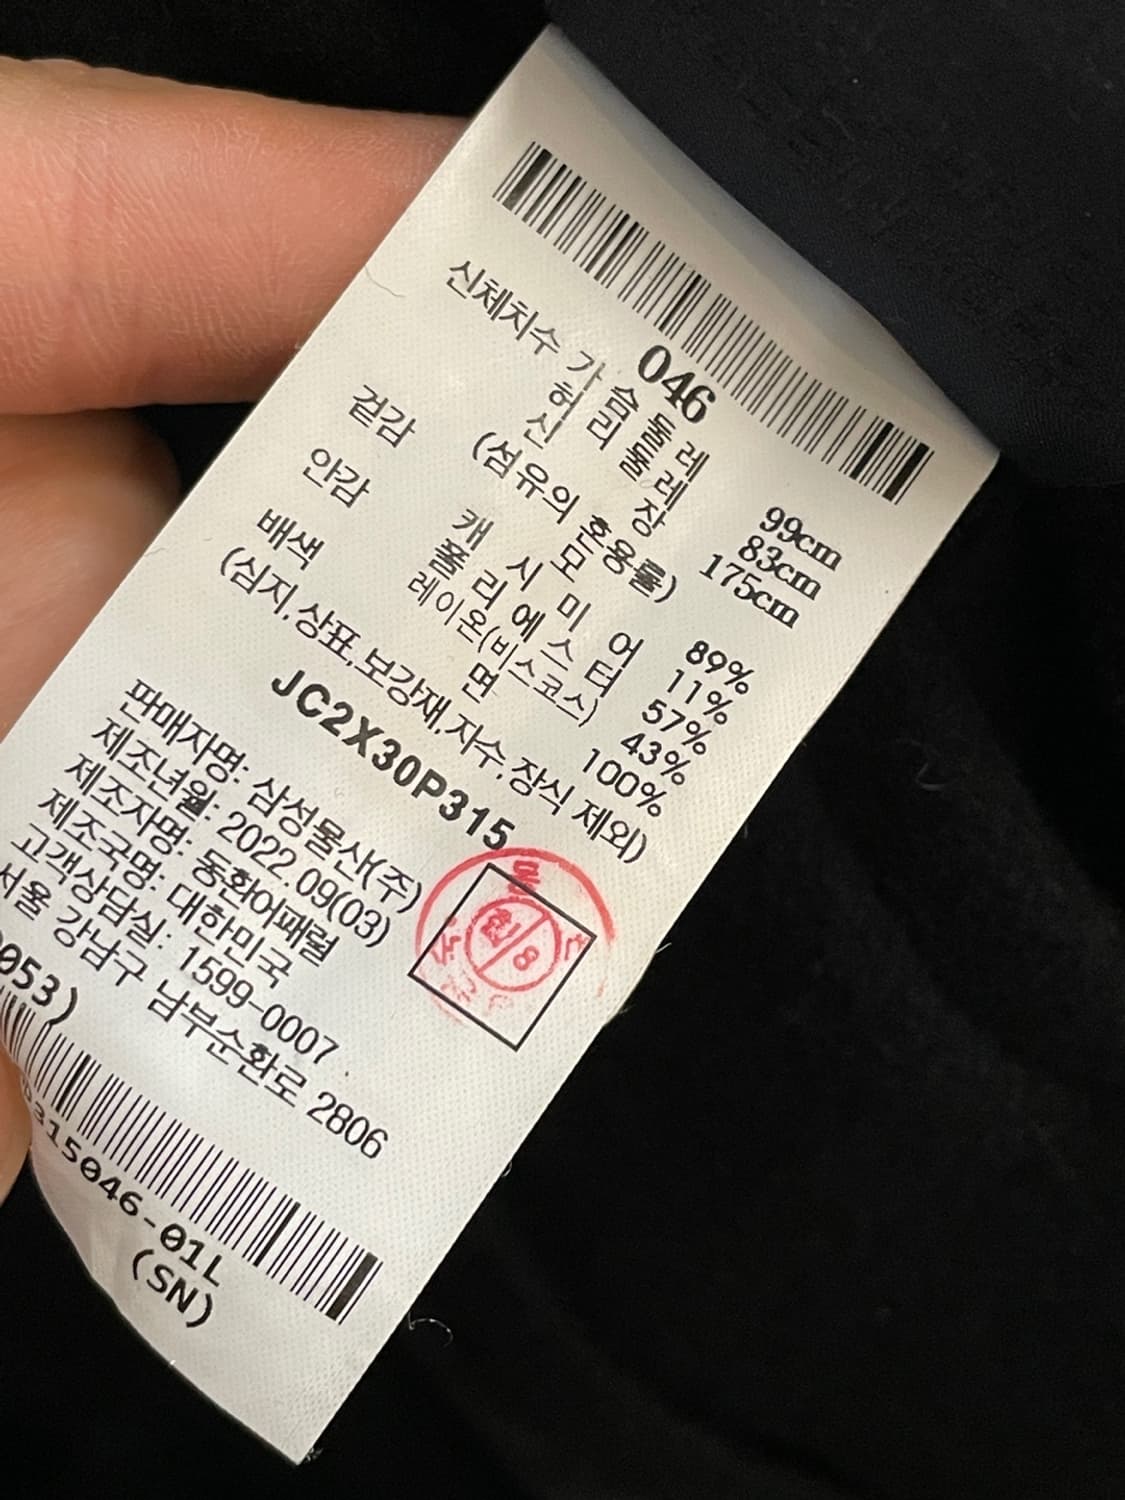 046
신체치수 가슴둘레 99cm
허리둘레 83cm
신장 175cm
(섬유의 혼용률)
겉감 모 89%
캐시미어 11%
안감 폴리에스터 57%
레이온(비스코스) 43%
배색 면 100%
(심지,상표,보강재,자수,장식 제외)
JC2X30P315
판매자명: 삼성물산(주)
제조년월: 2022.09(03)
제조자명: 동환어패럴
제조국명: 대한민국
고객상담실: 1599-0007
서울 강남구 남부순환로 2806
053)
315046-01L
(SN)
8